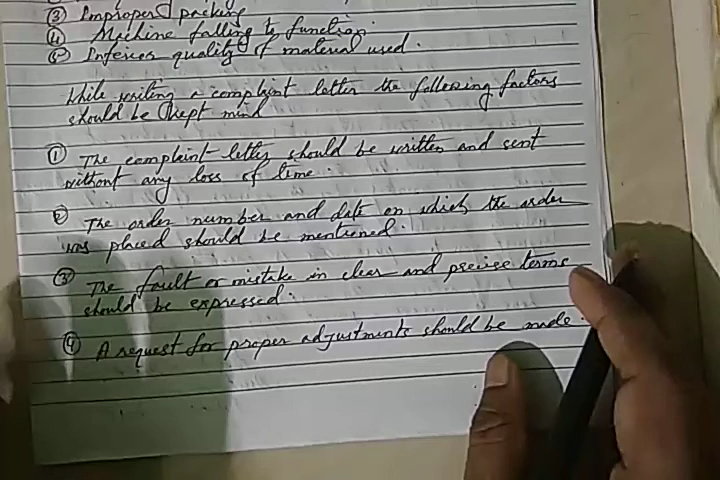 ③ Improper packing
④ Machine falling to function
⑤ Inferior quality of material used.
While writing a complaint letter the following factors
should be kept mind
① The complaint letter should be written and sent
without any loss of time.
② The order number and date on which the order
was placed should be mentioned.
③ The fault or mistake in clear and precise terms
should be expressed.
④ A request for proper adjustments should be made